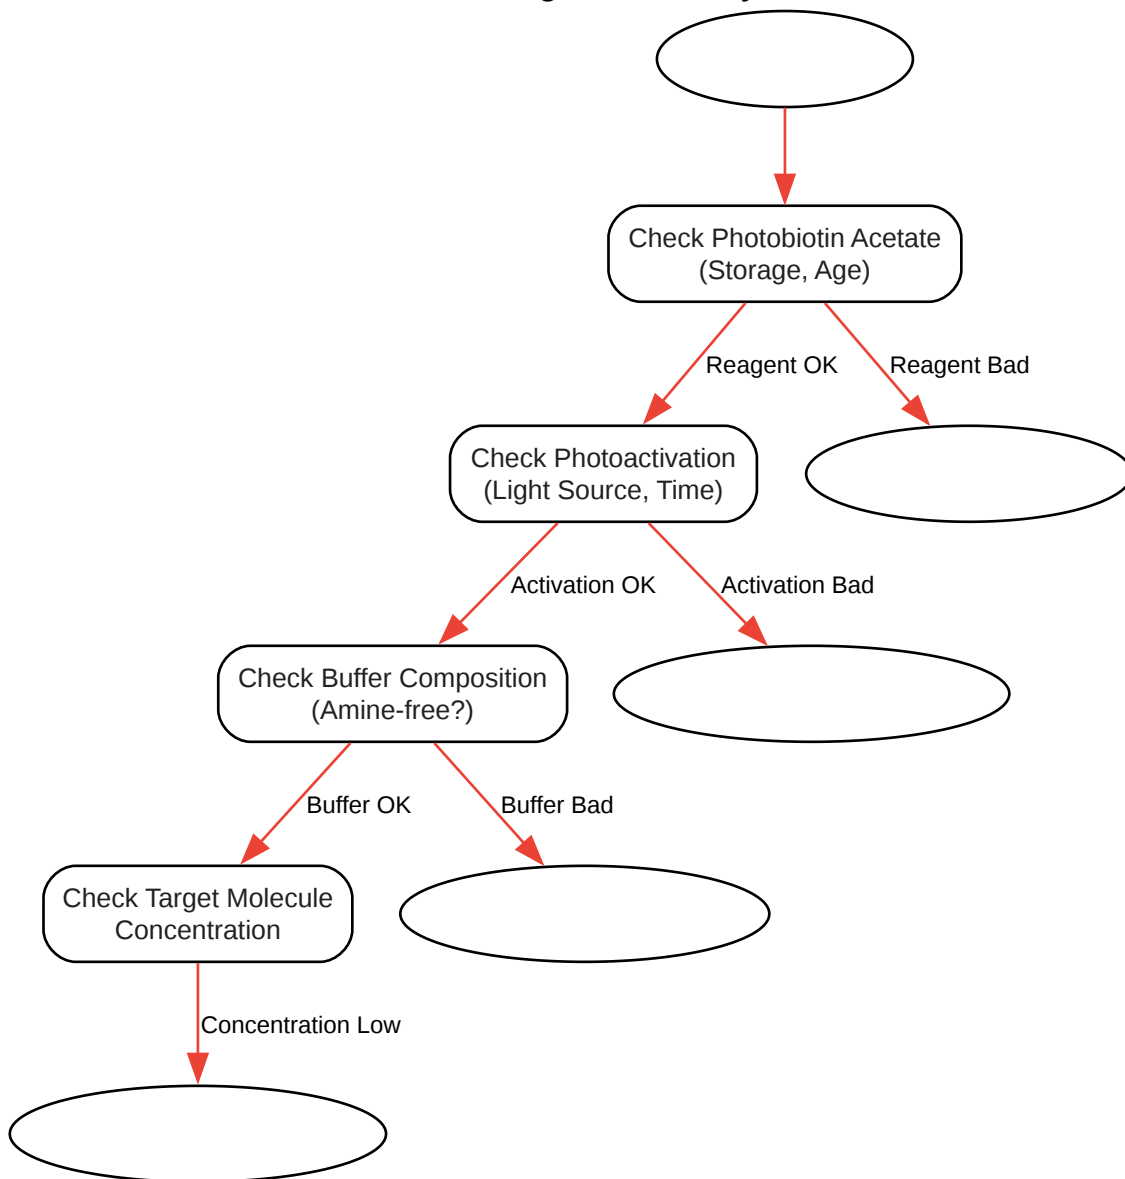 Check Photobiotin Acetate
(Storage, Age)
Reagent OK
Reagent Bad
Check Photoactivation
(Light Source, Time)
Activation OK
Activation Bad
Check Buffer Composition
(Amine-free?)
Buffer OK
Buffer Bad
Check Target Molecule
Concentration
Concentration Low